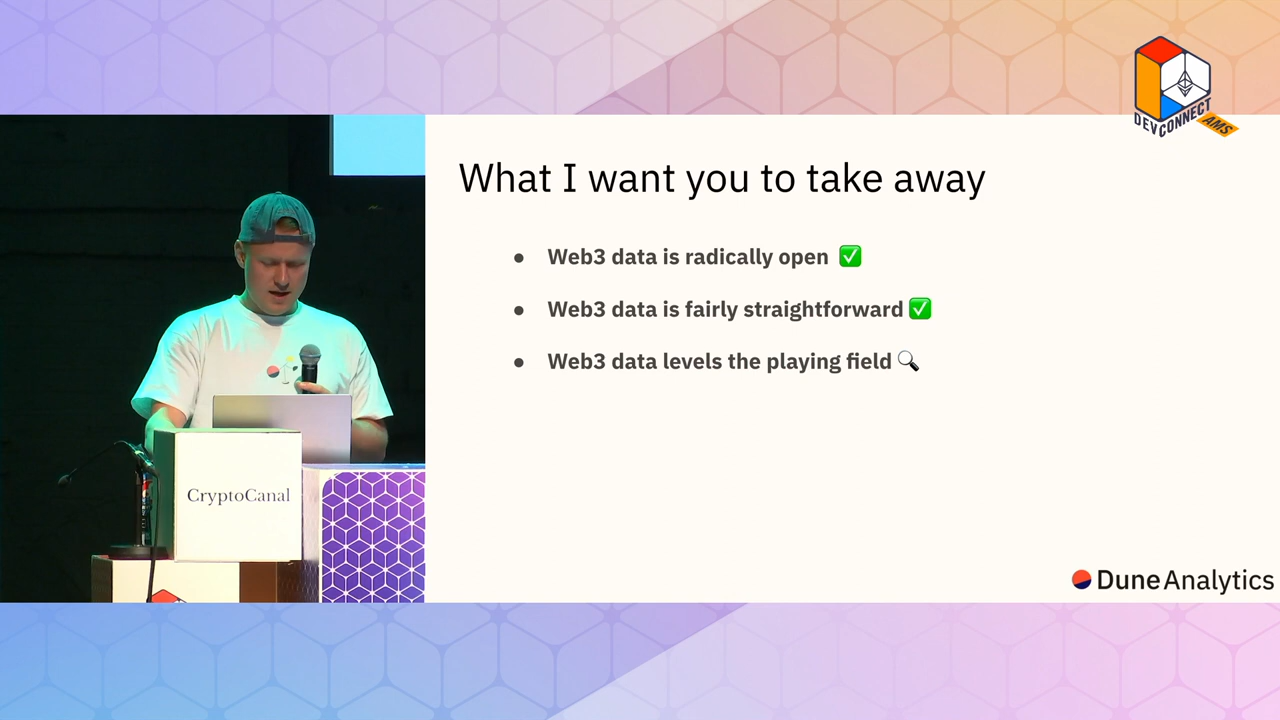 DEVCONNECT
AMS
What I want you to take away
● Web3 data is radically open ✅
● Web3 data is fairly straightforward ✅
● Web3 data levels the playing field 🔍
CryptoCanal
Dune Analytics